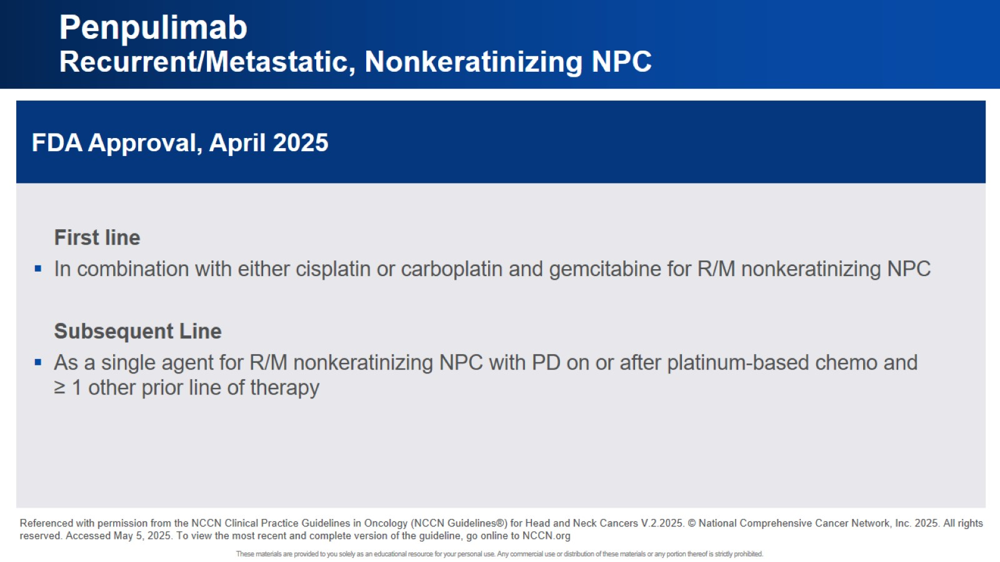 Penpulimab
Recurrent/Metastatic, Nonkeratinizing NPC
FDA Approval, April 2025
First line
▪ In combination with either cisplatin or carboplatin and gemcitabine for R/M nonkeratinizing NPC
Subsequent Line
▪ As a single agent for R/M nonkeratinizing NPC with PD on or after platinum-based chemo and
≥ 1 other prior line of therapy
Referenced with permission from the NCCN Clinical Practice Guidelines in Oncology (NCCN Guidelines®) for Head and Neck Cancers V.2.2025. © National Comprehensive Cancer Network, Inc. 2025. All rights
reserved. Accessed May 5, 2025. To view the most recent and complete version of the guideline, go online to NCCN.org
These materials are provided to you solely as an educational resource for your personal use. Any commercial use or distribution of these materials or any portion thereof is strictly prohibited.